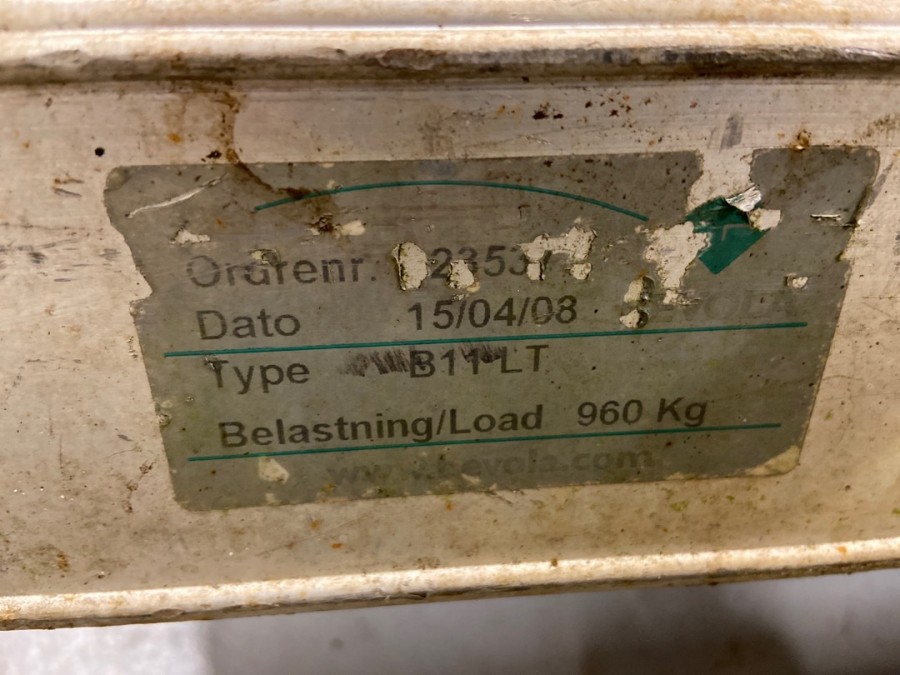 Ordrenr:
Dato 15/04/08
Type B11 LT
Belastning/Load 960 Kg
www.bevola.com